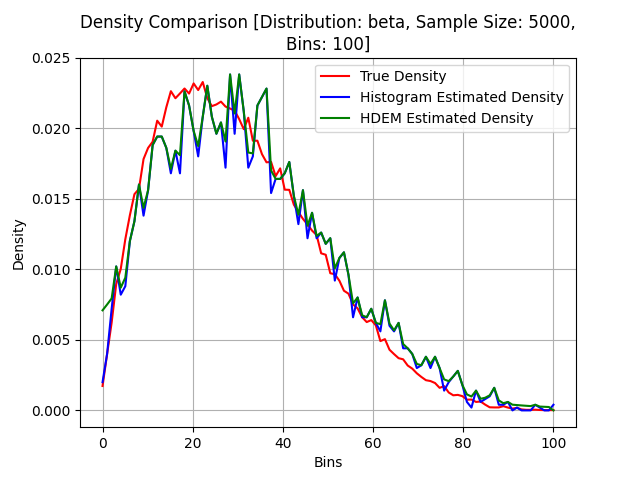 Density Comparison [Distribution: beta, Sample Size: 5000,
Bins: 100]
True Density
Histogram Estimated Density
HDEM Estimated Density
Density
0.025
0.020
0.015
0.010
0.005
0.000
0 20 40 60 80 100
Bins